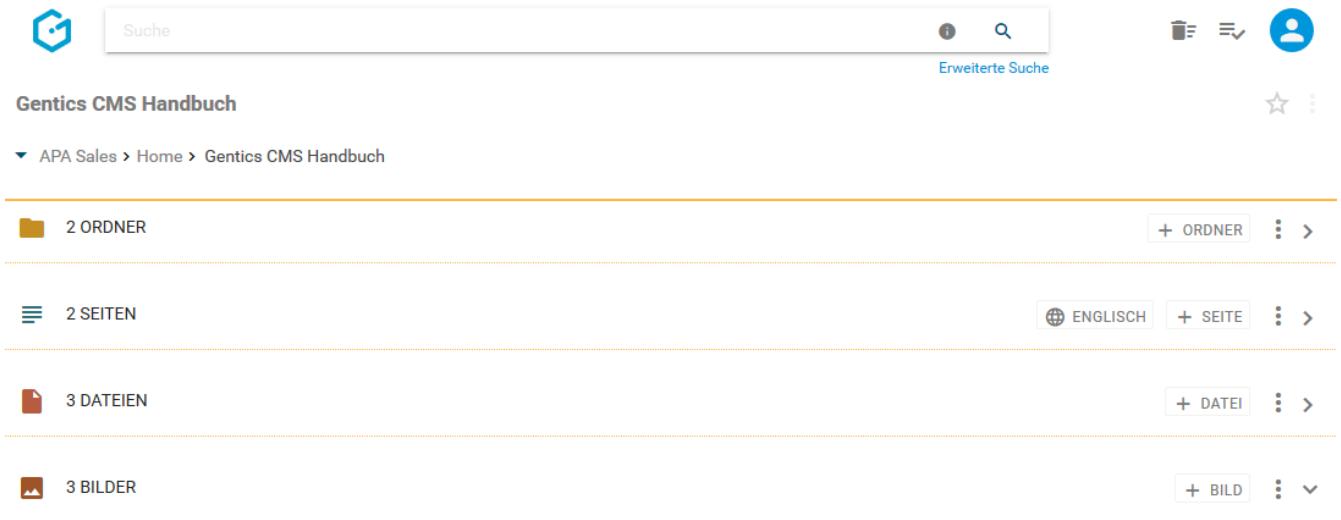 Suche
Erweiterte Suche
Gentics CMS Handbuch
APA Sales > Home > Gentics CMS Handbuch
2 ORDNER + ORDNER
2 SEITEN ENGLISCH + SEITE
3 DATEIEN + DATEI
3 BILDER + BILD